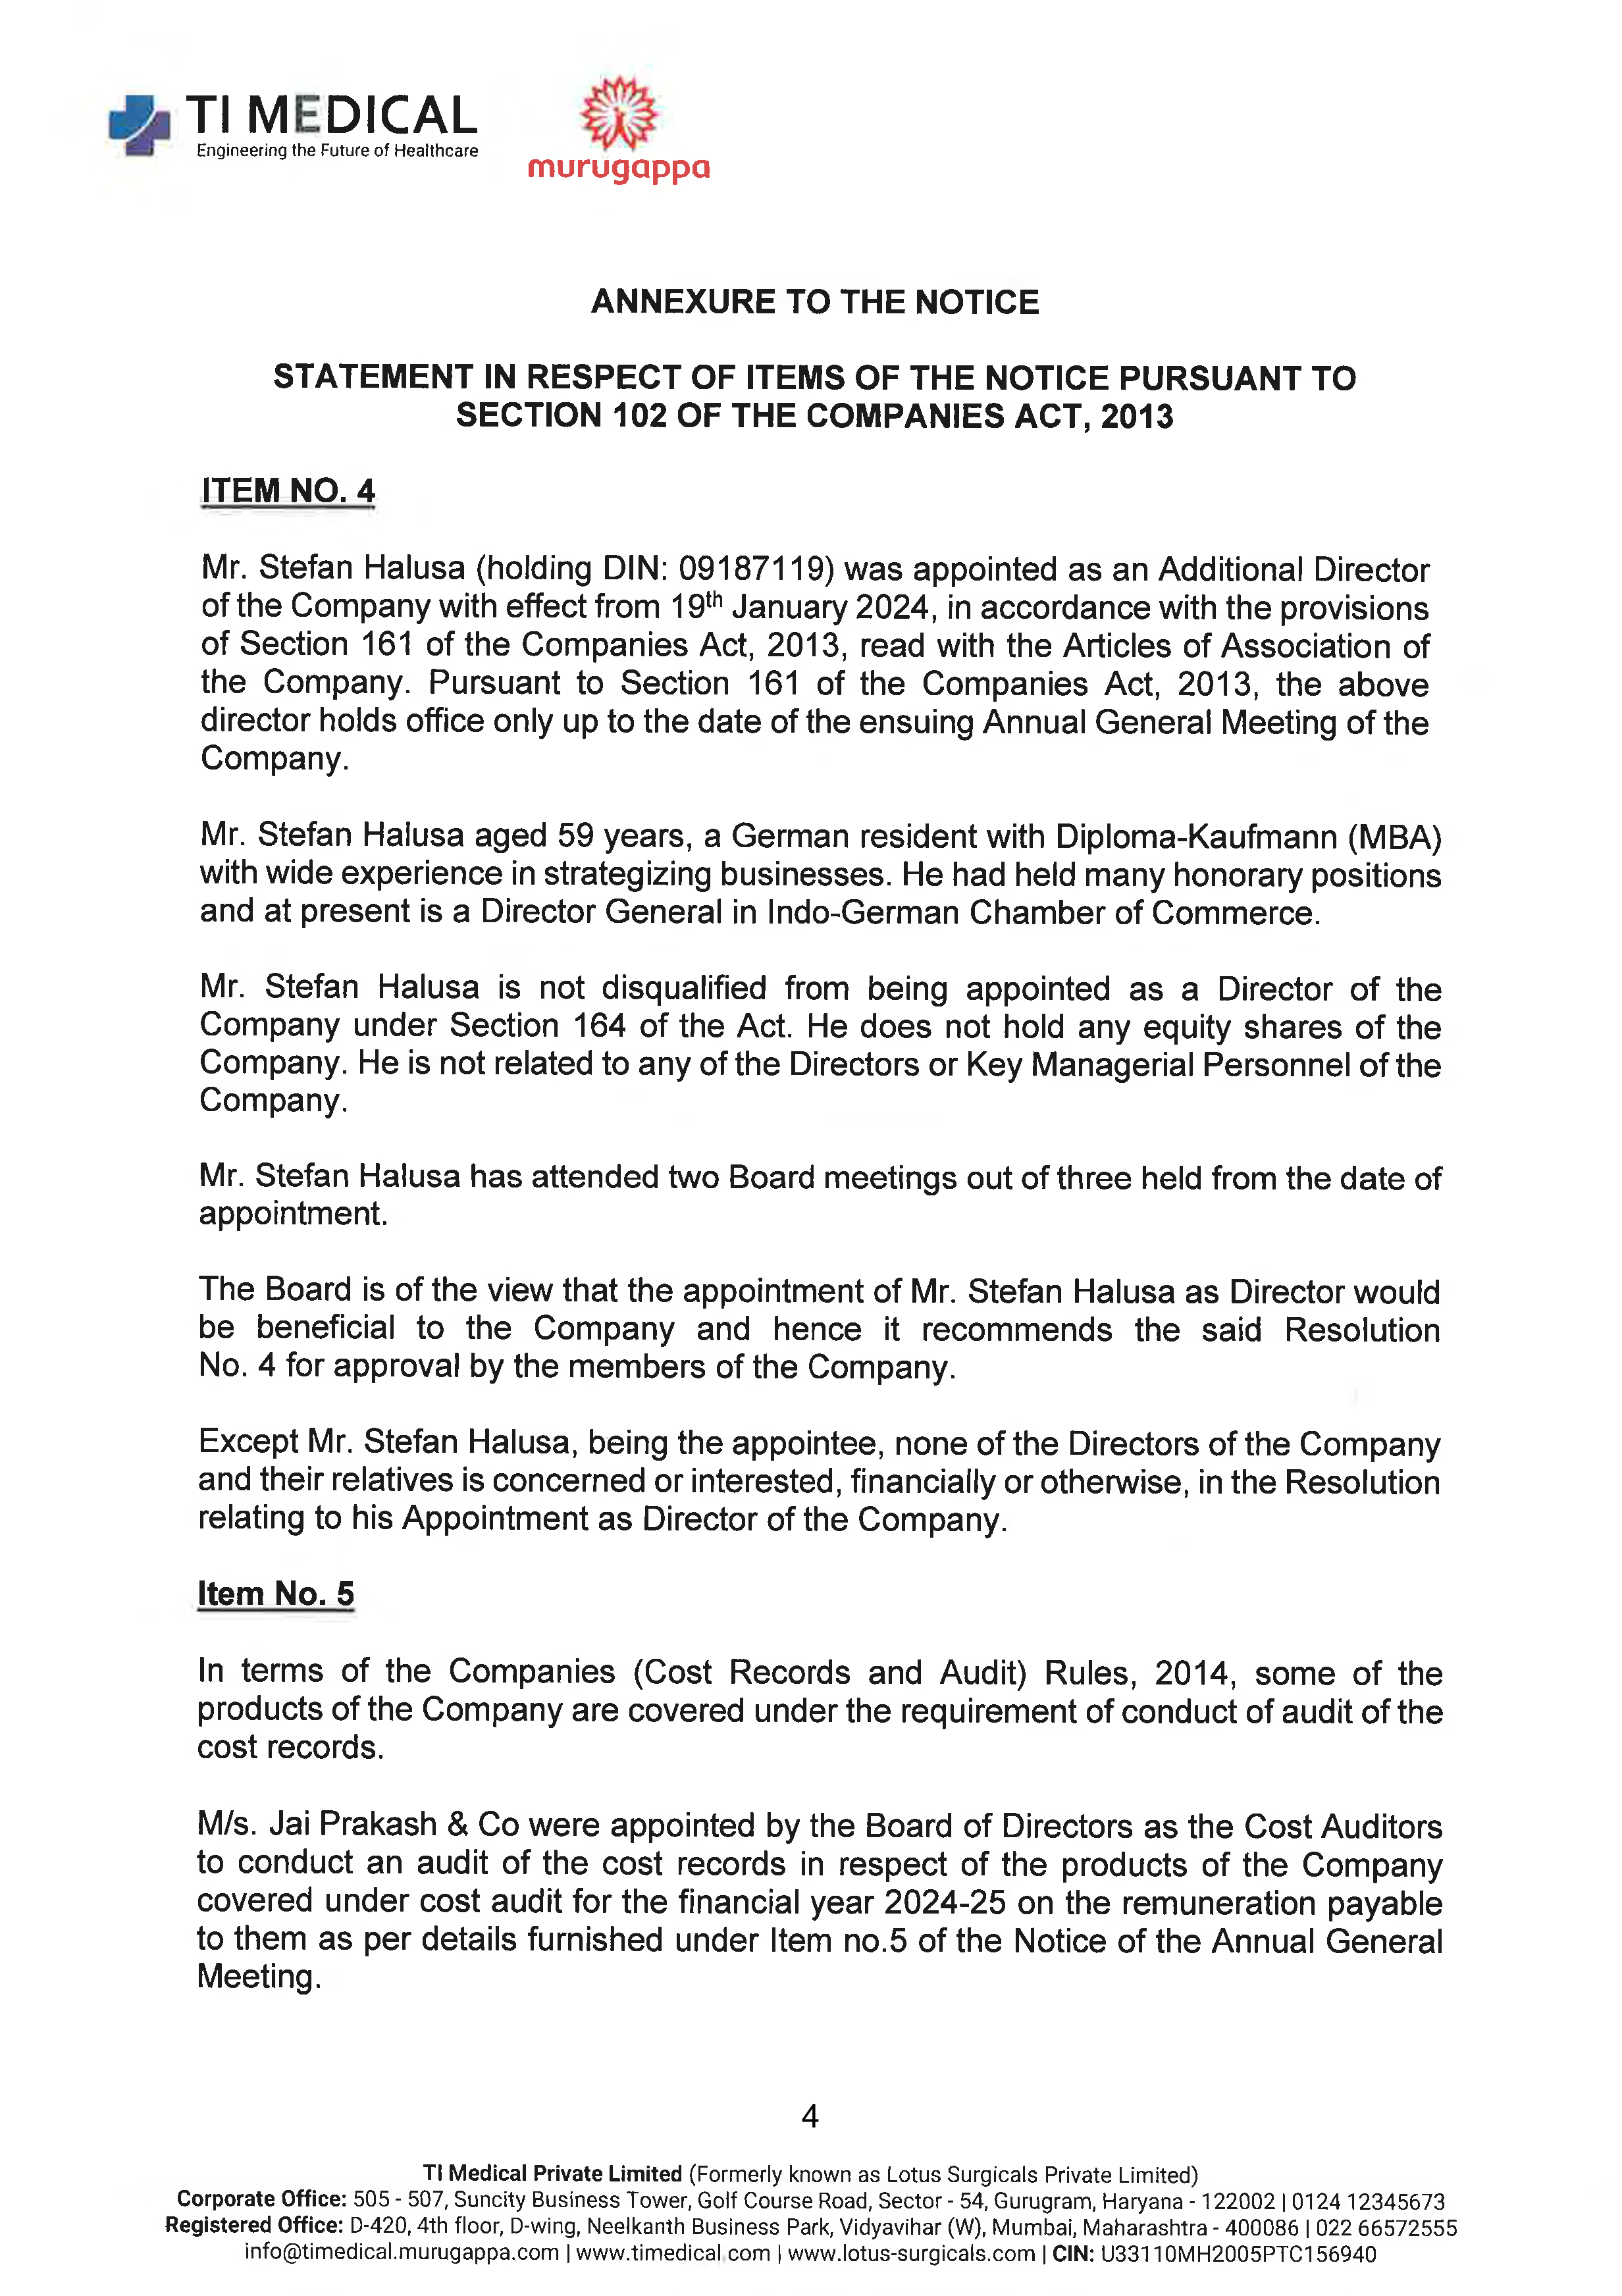 TI MEDICAL
Engineering the Future of Healthcare
murugappa
ANNEXURE TO THE NOTICE
STATEMENT IN RESPECT OF ITEMS OF THE NOTICE PURSUANT TO
SECTION 102 OF THE COMPANIES ACT, 2013
ITEM NO. 4
Mr. Stefan Halusa (holding DIN: 09187119) was appointed as an Additional Director
of the Company with effect from 19th January 2024, in accordance with the provisions
of Section 161 of the Companies Act, 2013, read with the Articles of Association of
the Company. Pursuant to Section 161 of the Companies Act, 2013, the above
director holds office only up to the date of the ensuing Annual General Meeting of the
Company.
Mr. Stefan Halusa aged 59 years, a German resident with Diploma-Kaufmann (MBA)
with wide experience in strategizing businesses. He had held many honorary positions
and at present is a Director General in Indo-German Chamber of Commerce.
Mr. Stefan Halusa is not disqualified from being appointed as a Director of the
Company under Section 164 of the Act. He does not hold any equity shares of the
Company. He is not related to any of the Directors or Key Managerial Personnel of the
Company.
Mr. Stefan Halusa has attended two Board meetings out of three held from the date of
appointment.
The Board is of the view that the appointment of Mr. Stefan Halusa as Director would
be beneficial to the Company and hence it recommends the said Resolution
No. 4 for approval by the members of the Company.
Except Mr. Stefan Halusa, being the appointee, none of the Directors of the Company
and their relatives is concerned or interested, financially or otherwise, in the Resolution
relating to his Appointment as Director of the Company.
Item No. 5
In terms of the Companies (Cost Records and Audit) Rules, 2014, some of the
products of the Company are covered under the requirement of conduct of audit of the
cost records.
M/s. Jai Prakash & Co were appointed by the Board of Directors as the Cost Auditors
to conduct an audit of the cost records in respect of the products of the Company
covered under cost audit for the financial year 2024-25 on the remuneration payable
to them as per details furnished under Item no.5 of the Notice of the Annual General
Meeting.
4
TI Medical Private Limited (Formerly known as Lotus Surgicals Private Limited)
Corporate Office: 505 - 507, Suncity Business Tower, Golf Course Road, Sector - 54, Gurugram, Haryana - 122002 | 0124 12345673
Registered Office: D-420, 4th floor, D-wing, Neelkanth Business Park, Vidyavihar (W), Mumbai, Maharashtra - 400086 | 022 66572555
info@timedical.murugappa.com | www.timedical.com | www.lotus-surgicals.com | CIN: U33110MH2005PTC156940